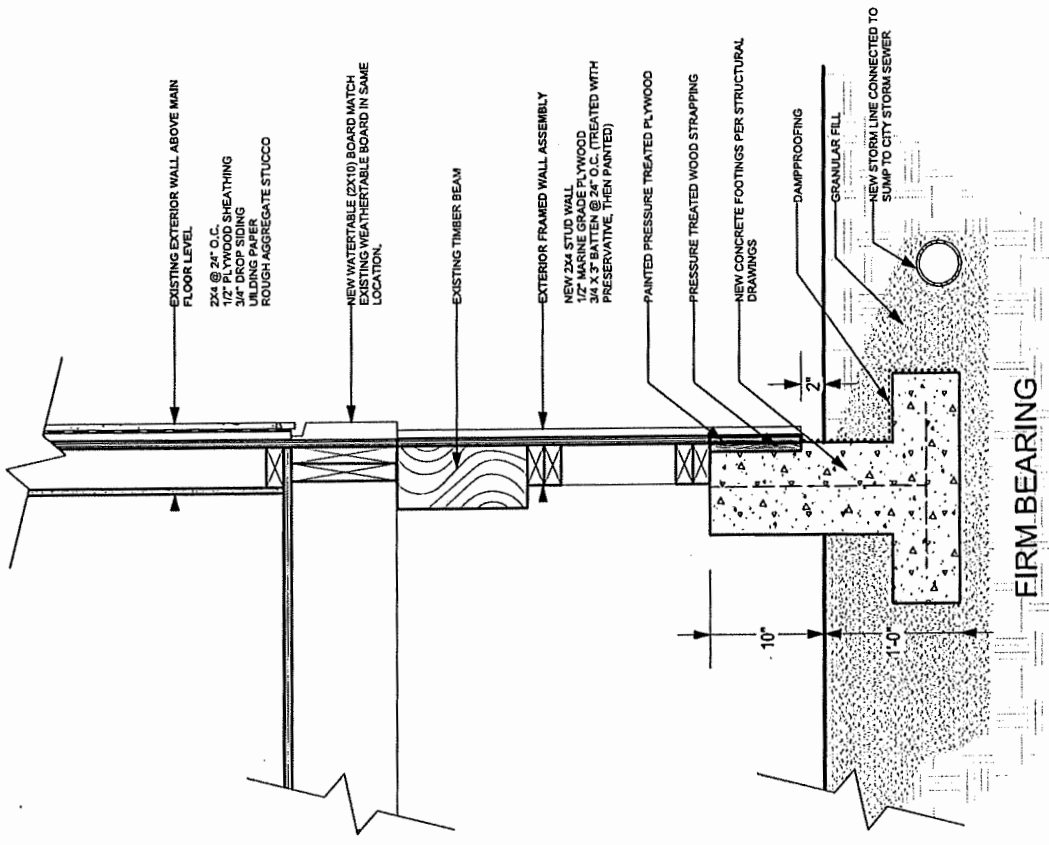 EXISTING EXTERIOR WALL ABOVE MAIN
FLOOR LEVEL
2X4 @ 24" O.C.
1/2" PLYWOOD SHEATHING
3/4" DROP SIDING
UILDING PAPER
ROUGH AGGREGATE STUCCO
NEW WATERTABLE (2X10) BOARD MATCH
EXISTING WEATHERTABLE BOARD IN SAME
LOCATION.
EXISTING TIMBER BEAM
EXTERIOR FRAMED WALL ASSEMBLY
NEW 2X4 STUD WALL
1/2" MARINE GRADE PLYWOOD
3/4 X 3" BATTEN @ 24" O.C. (TREATED WITH
PRESERVATIVE, THEN PAINTED)
PAINTED PRESSURE TREATED PLYWOOD
PRESSURE TREATED WOOD STRAPPING
NEW CONCRETE FOOTINGS PER STRUCTURAL
DRAWINGS
DAMPPROOFING
GRANULAR FILL
NEW STORM LINE CONNECTED TO
SUMP TO CITY STORM SEWER
2"
10"
1'-0"
FIRM BEARING